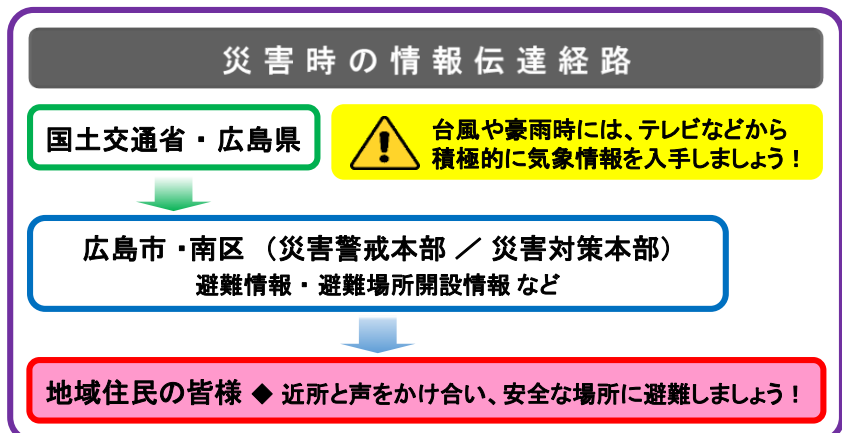 災害時の情報伝達経路
国土交通省・広島県
台風や豪雨時には、テレビなどから
積極的に気象情報を入手しましょう！
広島市・南区 （災害警戒本部 ／ 災害対策本部）
避難情報・避難場所開設情報 など
地域住民の皆様 ◆ 近所と声をかけ合い、安全な場所に避難しましょう！